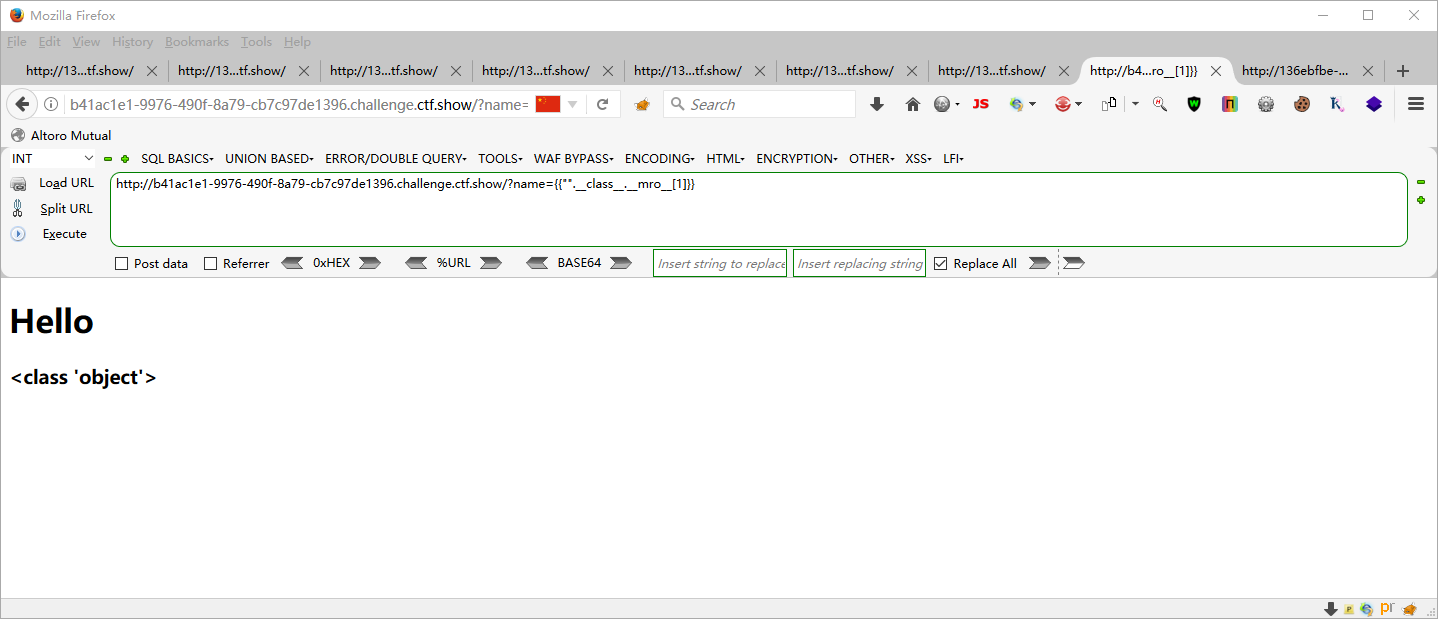 Mozilla Firefox
File Edit View History Bookmarks Tools Help
http://13...tf.show/ http://13...tf.show/ http://13...tf.show/ http://13...tf.show/ http://13...tf.show/ http://13...tf.show/ http://13...tf.show/ http://b4...ro__[1]}} http://136ebfbe-...
b41ac1e1-9976-490f-8a79-cb7c97de1396.challenge.ctf.show/?name= Search JS
Altoro Mutual
INT SQL BASICS UNION BASED ERROR/DOUBLE QUERY TOOLS WAF BYPASS ENCODING HTML ENCRYPTION OTHER XSS LFI
Load URL http://b41ac1e1-9976-490f-8a79-cb7c97de1396.challenge.ctf.show/?name={{"".__class__.__mro__[1]}}
Split URL
Execute
Post data Referrer 0xHEX %URL BASE64 Insert string to replace Insert replacing string Replace All
Hello
<class 'object'>
pr